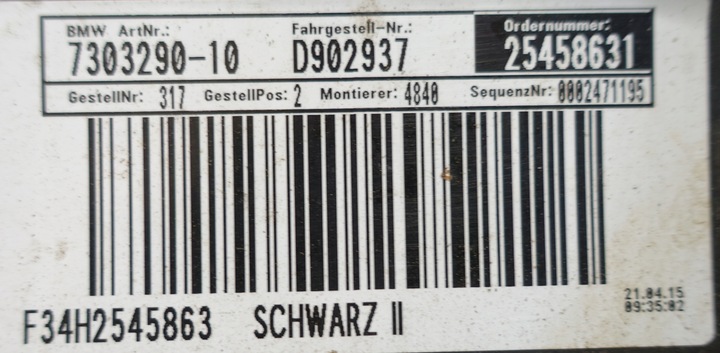 BMW ArtNr.: Fahrgestell-Nr.: Ordernummer:
7303290-10 D902937 25458631
GestellNr: 317 GestellPos: 2 Montierer: 4840 SequenzNr: 0002471195
21.04.15
09:35:02
F34H2545863 SCHWARZ II